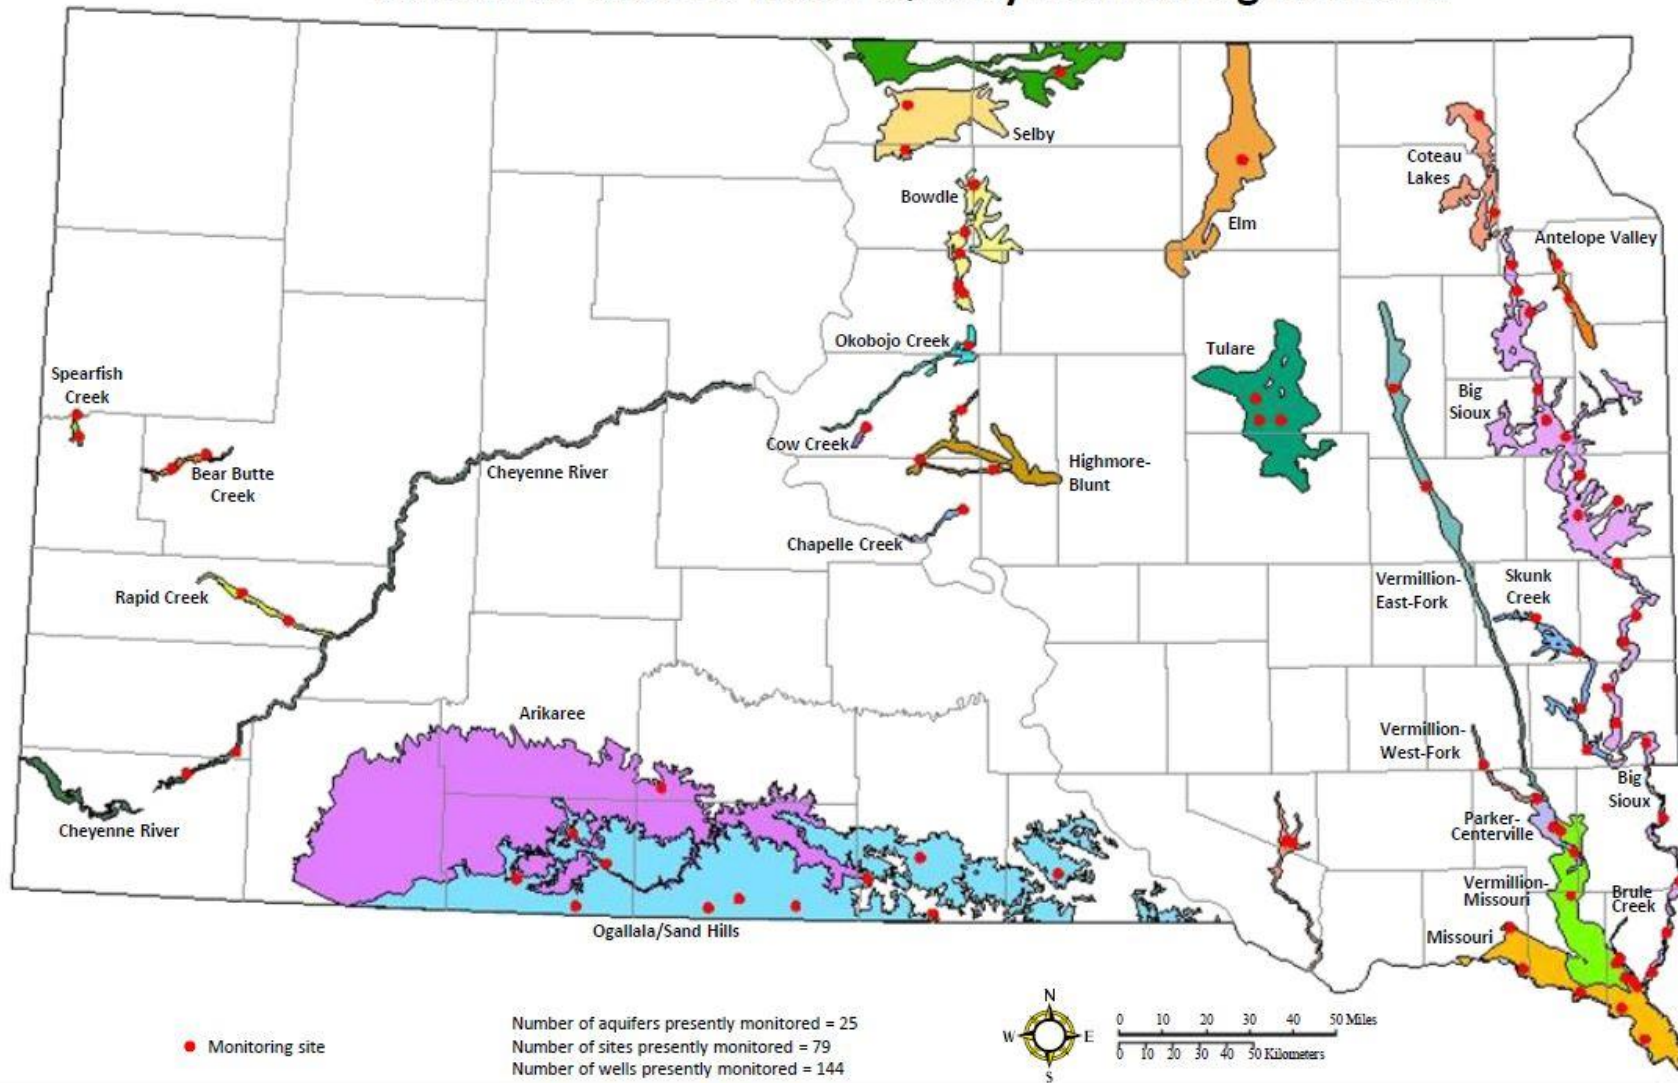 Selby
Bowdle
Elm
Coteau
Lakes
Antelope Valley
Okobojo Creek
Tulare
Spearfish
Creek
Big
Sioux
Cow Creek
Bear Butte
Creek
Cheyenne River
Highmore-
Blunt
Chapelle Creek
Rapid Creek
Vermillion-
East-Fork
Skunk
Creek
Arikaree
Vermillion-
West-Fork
Big
Sioux
Cheyenne River
Parker-
Centerville
Vermillion-
Missouri
Brule
Creek
Ogallala/Sand Hills
Missouri
Monitoring site
Number of aquifers presently monitored = 25
Number of sites presently monitored = 79
Number of wells presently monitored = 144
N
W E
S
0 10 20 30 40 50 Miles
0 10 20 30 40 50 Kilometers